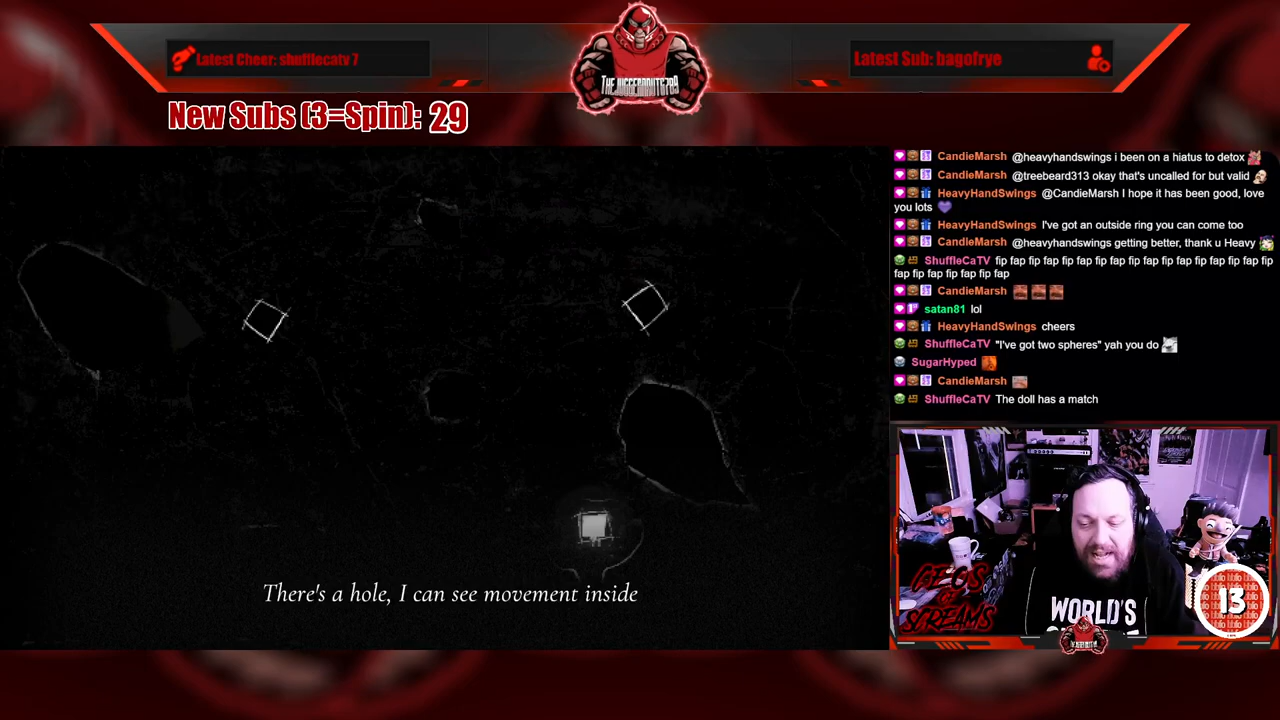 Latest Cheer: shufflecatv 7
THEJUGGERNAUT6789
Latest Sub: bagofrye
New Subs (3=Spin): 29
CandieMarsh @heavyhandswings i been on a hiatus to detox
CandieMarsh @treebeard313 okay that's uncalled for but valid
HeavyHandSwings @CandieMarsh I hope it has been good, love
you lots
HeavyHandSwings I've got an outside ring you can come too
CandieMarsh @heavyhandswings getting better, thank u Heavy
ShuffleCaTV fip fap fip fap fip fap fip fap fip fap fip fap fip fap fip fap fip
fap fip fap fip fap fip fap
CandieMarsh
satan81 lol
HeavyHandSwings cheers
ShuffleCaTV "I've got two spheres" yah you do
SugarHyped
CandieMarsh
ShuffleCaTV The doll has a match
There's a hole, I can see movement inside
SCREAMS
WORLD'S
13